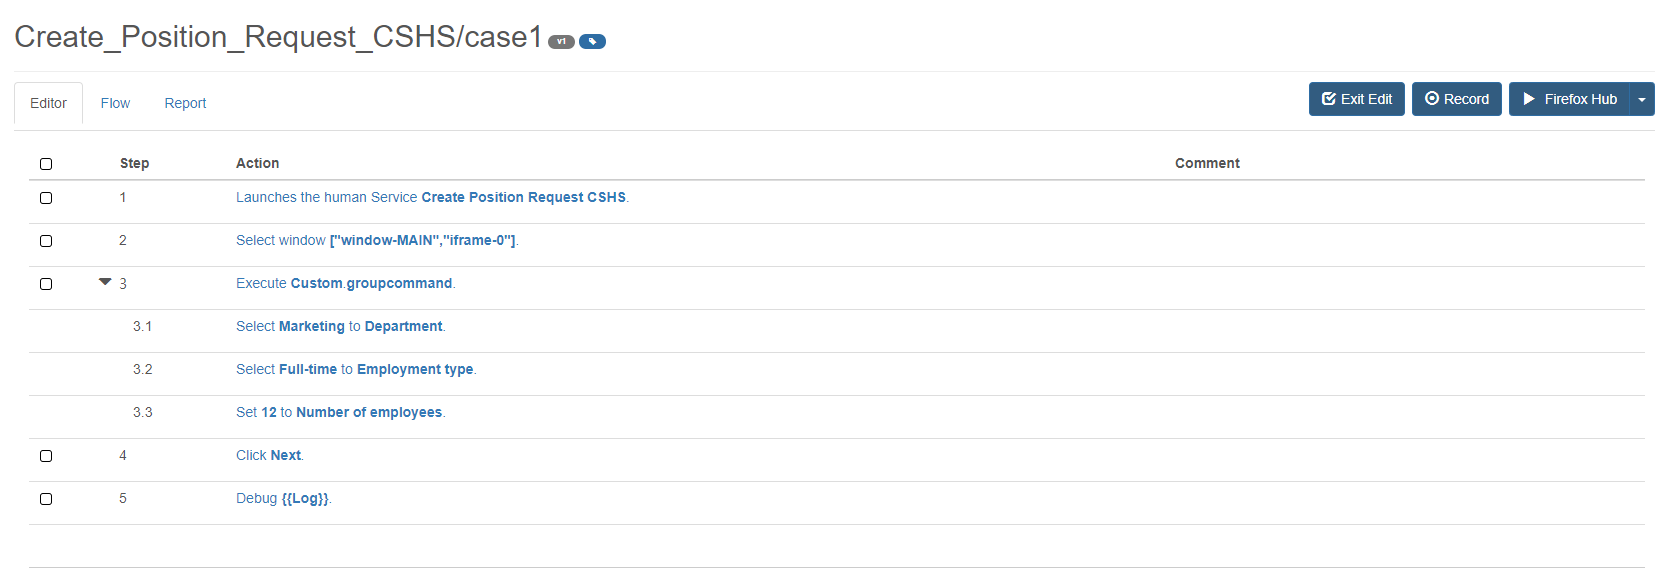 Create_Position_Request_CSHS/case1 v1
Editor Flow Report Exit Edit Record Firefox Hub
Step Action Comment
1 Launches the human Service Create Position Request CSHS.
2 Select window ["window-MAIN","iframe-0"].
3 Execute Custom.groupcommand.
3.1 Select Marketing to Department.
3.2 Select Full-time to Employment type.
3.3 Set 12 to Number of employees.
4 Click Next.
5 Debug {{Log}}.